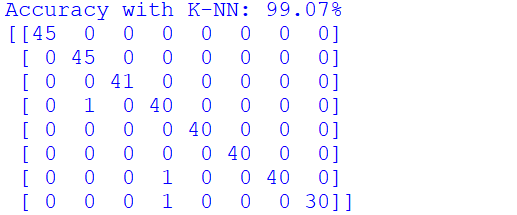 Accuracy with K-NN: 99.07%
[[45  0  0  0  0  0  0  0]
 [ 0 45  0  0  0  0  0  0]
 [ 0  0 41  0  0  0  0  0]
 [ 0  1  0 40  0  0  0  0]
 [ 0  0  0  0 40  0  0  0]
 [ 0  0  0  0  0 40  0  0]
 [ 0  0  0  1  0  0 40  0]
 [ 0  0  0  1  0  0  0 30]]